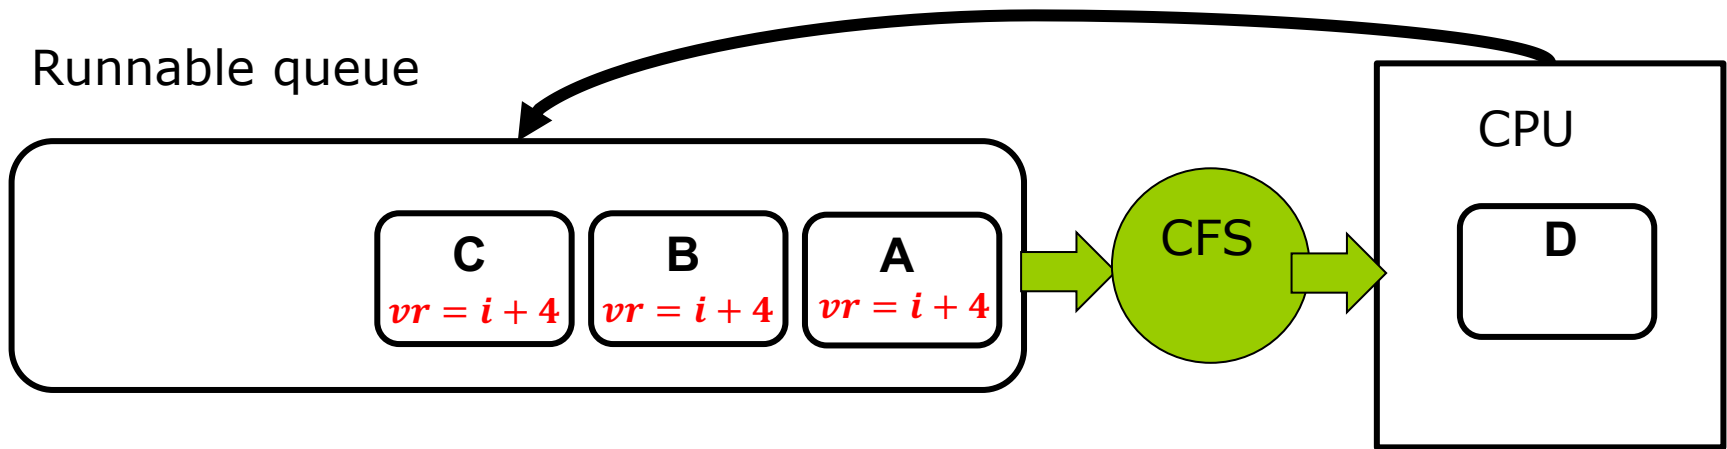 Runnable queue
CPU
C
vr = i + 4
B
vr = i + 4
A
vr = i + 4
CFS
D